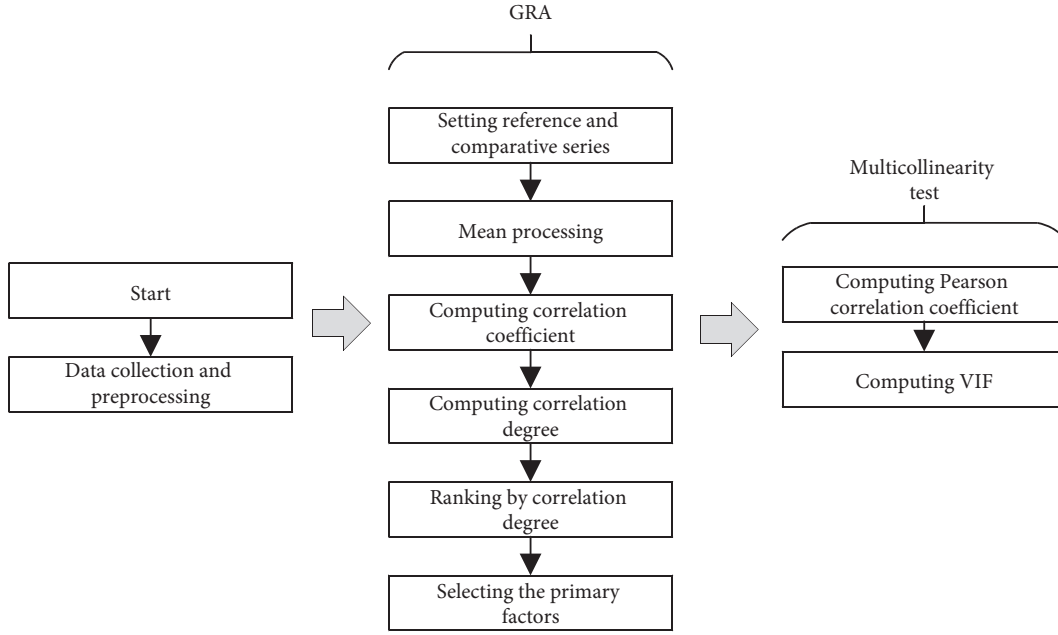 Start
Data collection and
preprocessing
GRA
Setting reference and
comparative series
Mean processing
Computing correlation
coefficient
Computing correlation
degree
Ranking by correlation
degree
Selecting the primary
factors
Multicollinearity
test
Computing Pearson
correlation coefficient
Computing VIF